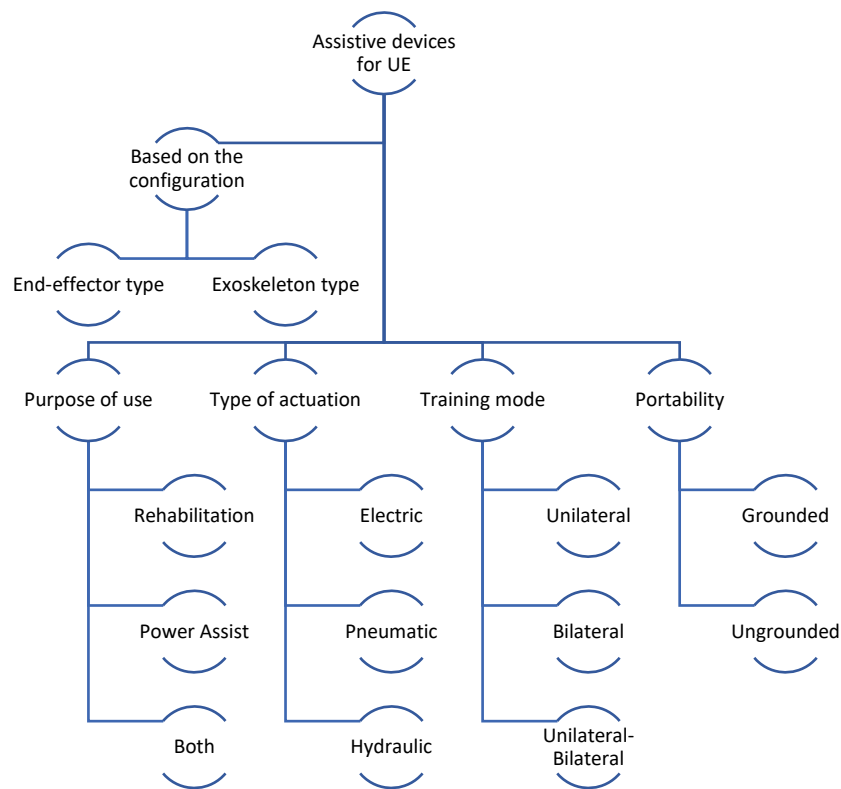 Assistive devices
for UE
Based on the
configuration
End-effector type
Exoskeleton type
Purpose of use
Type of actuation
Training mode
Portability
Rehabilitation
Electric
Unilateral
Grounded
Power Assist
Pneumatic
Bilateral
Ungrounded
Both
Hydraulic
Unilateral-
Bilateral